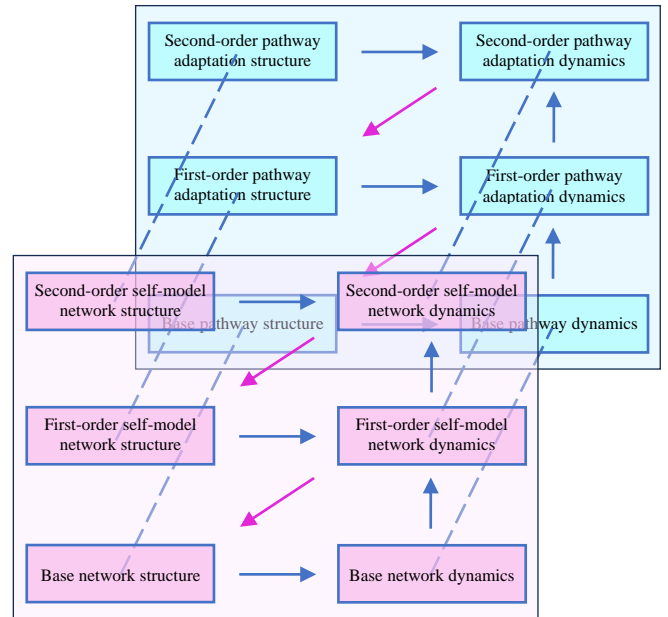 Second-order pathway
adaptation structure
Second-order pathway
adaptation dynamics
First-order pathway
adaptation structure
First-order pathway
adaptation dynamics
Second-order self-model
network structure
Second-order self-model
network dynamics
Base pathway structure
Base pathway dynamics
First-order self-model
network structure
First-order self-model
network dynamics
Base network structure
Base network dynamics